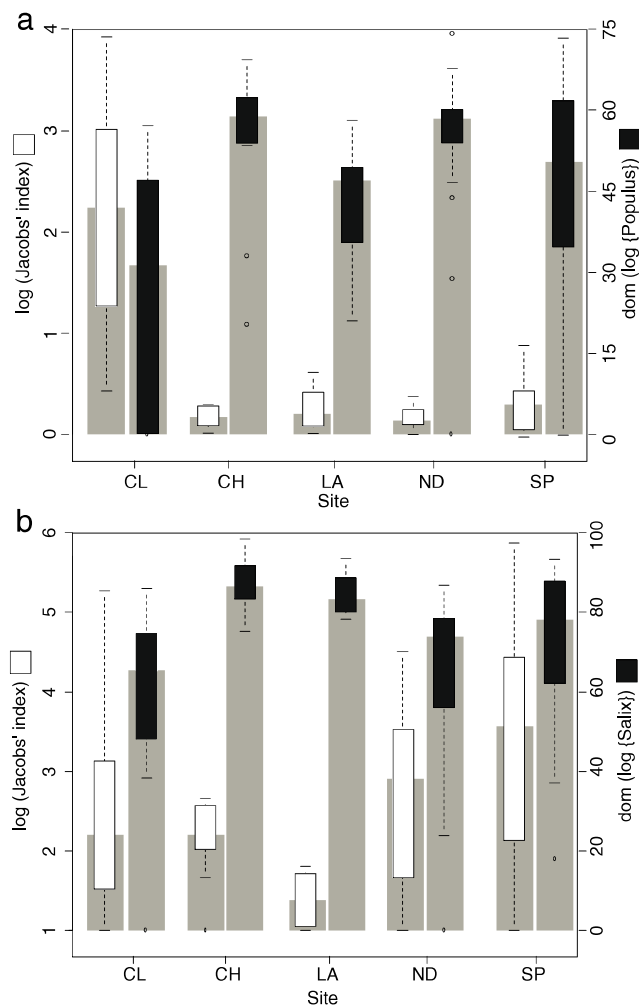 a
4
3
2
1
0
log (Jacobs' index)
75
60
45
30
15
0
dom (log {Populus})
CL CH LA ND SP
Site
b
6
5
4
3
2
1
log (Jacobs' index)
100
80
60
40
20
0
dom (log {Salix})
CL CH LA ND SP
Site